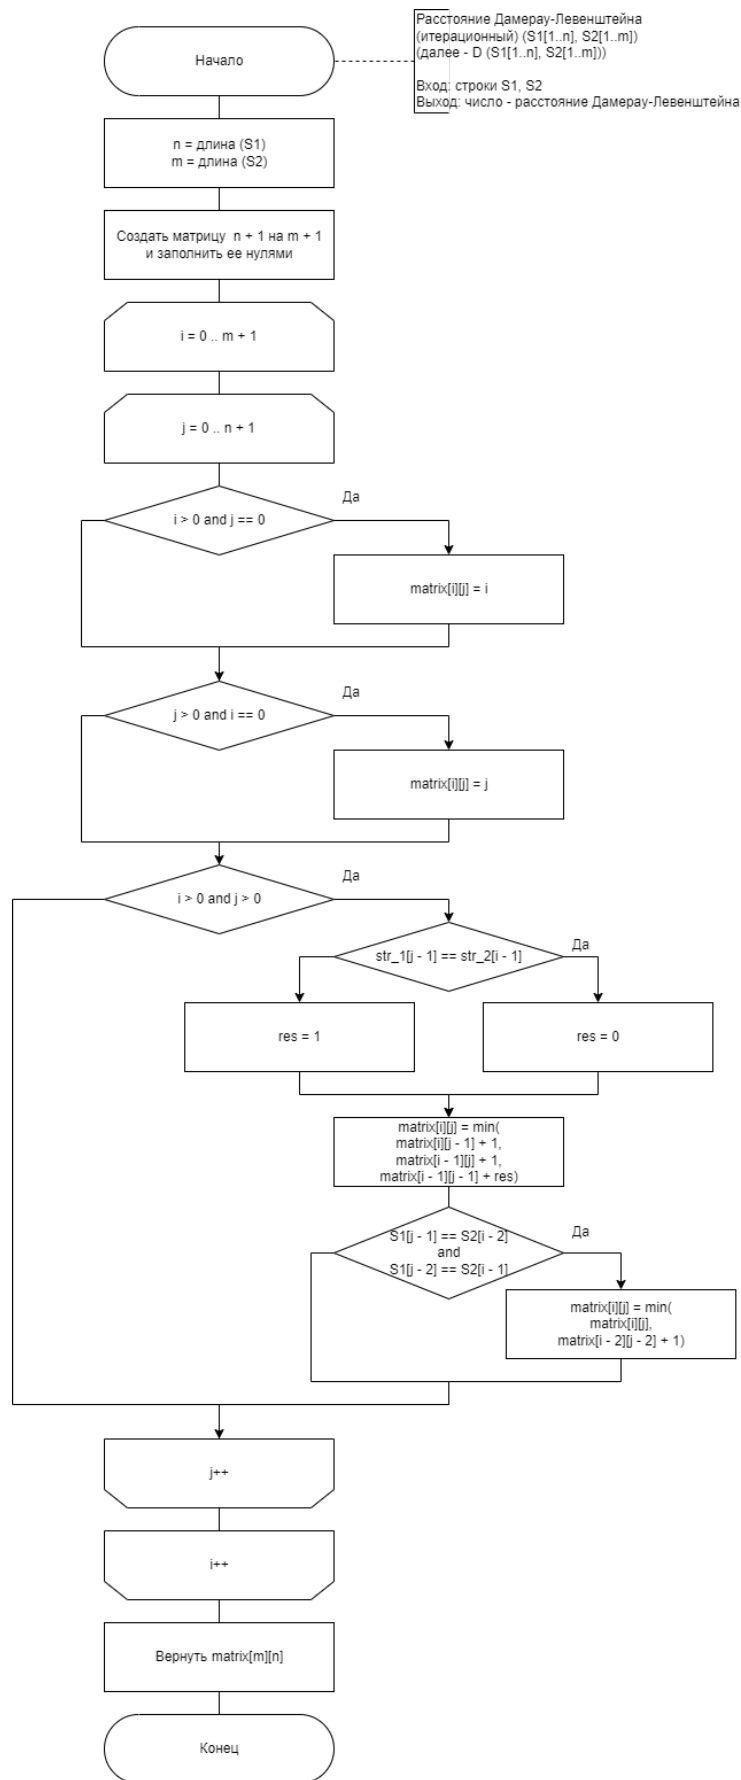 Начало
Расстояние Дамерау-Левенштейна
(итерационный) (S1[1..n], S2[1..m])
(далее - D (S1[1..n], S2[1..m]))
Вход: строки S1, S2
Выход: число - расстояние Дамерау-Левенштейна
n = длина (S1)
m = длина (S2)
Создать матрицу n + 1 на m + 1
и заполнить ее нулями
i = 0 .. m + 1
j = 0 .. n + 1
Да
i > 0 and j == 0
matrix[i][j] = i
Да
j > 0 and i == 0
matrix[i][j] = j
Да
i > 0 and j > 0
Да
str_1[j - 1] == str_2[i - 1]
res = 1
res = 0
matrix[i][j] = min(
matrix[i][j - 1] + 1,
matrix[i - 1][j] + 1,
matrix[i - 1][j - 1] + res)
Да
S1[j - 1] == S2[i - 2]
and
S1[j - 2] == S2[i - 1]
matrix[i][j] = min(
matrix[i][j],
matrix[i - 2][j - 2] + 1)
j++
i++
Вернуть matrix[m][n]
Конец